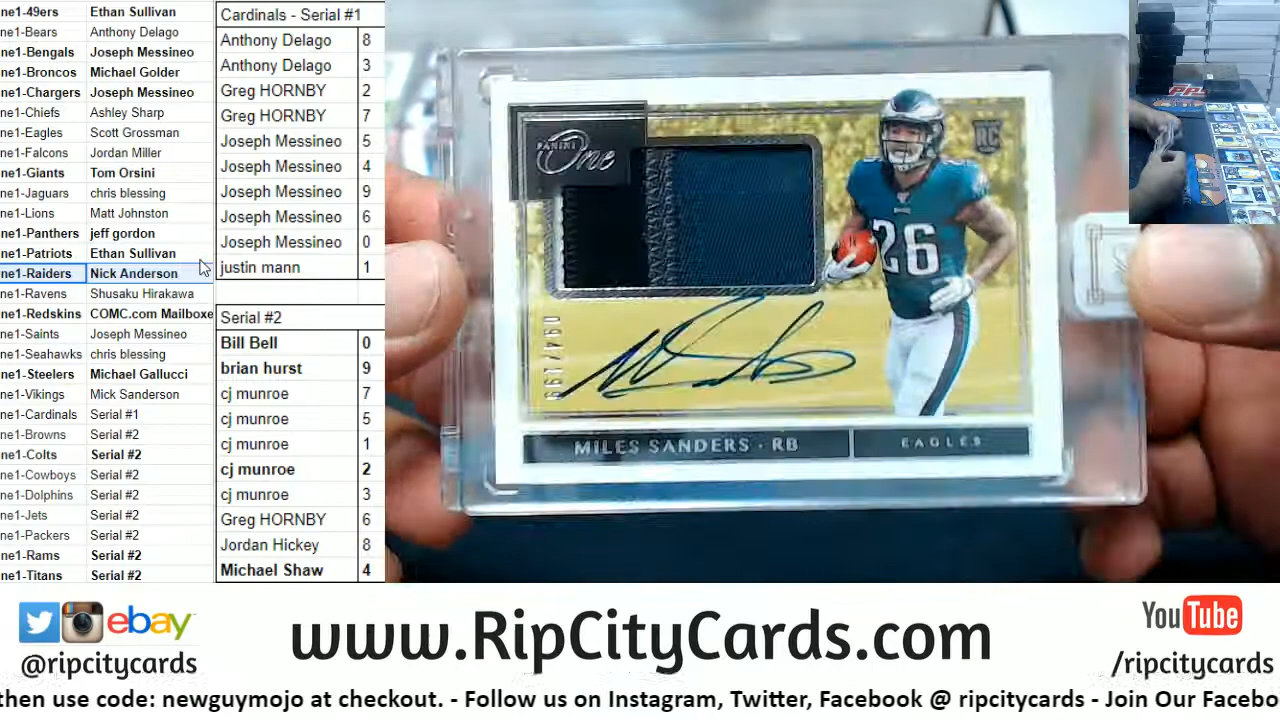 ne1-49ers Ethan Sullivan
ne1-Bears Anthony Delago
ne1-Bengals Joseph Messineo
ne1-Broncos Michael Golder
ne1-Chargers Joseph Messineo
ne1-Chiefs Ashley Sharp
ne1-Eagles Scott Grossman
ne1-Falcons Jordan Miller
ne1-Giants Tom Orsini
ne1-Jaguars chris blessing
ne1-Lions Matt Johnston
ne1-Panthers jeff gordon
ne1-Patriots Ethan Sullivan
ne1-Raiders Nick Anderson
ne1-Ravens Shusaku Hirakawa
ne1-Redskins COMC.com Mailboxe
ne1-Saints Joseph Messineo
ne1-Seahawks chris blessing
ne1-Steelers Michael Gallucci
ne1-Vikings Mick Sanderson
ne1-Cardinals Serial #1
ne1-Browns Serial #2
ne1-Colts Serial #2
ne1-Cowboys Serial #2
ne1-Dolphins Serial #2
ne1-Jets Serial #2
ne1-Packers Serial #2
ne1-Rams Serial #2
ne1-Titans Serial #2
Cardinals - Serial #1
Anthony Delago 8
Anthony Delago 3
Greg HORNBY 2
Greg HORNBY 7
Joseph Messineo 5
Joseph Messineo 4
Joseph Messineo 9
Joseph Messineo 6
Joseph Messineo 0
justin mann 1
Serial #2
Bill Bell 0
brian hurst 9
cj munroe 7
cj munroe 5
cj munroe 1
cj munroe 2
cj munroe 3
Greg HORNBY 6
Jordan Hickey 8
Michael Shaw 4
PANINI
One
RC
26
094/199
MILES SANDERS · RB
EAGLES
ebay
@ripcitycards
www.RipCityCards.com
YouTube
/ripcitycards
then use code: newguymojo at checkout. - Follow us on Instagram, Twitter, Facebook @ ripcitycards - Join Our Facebo